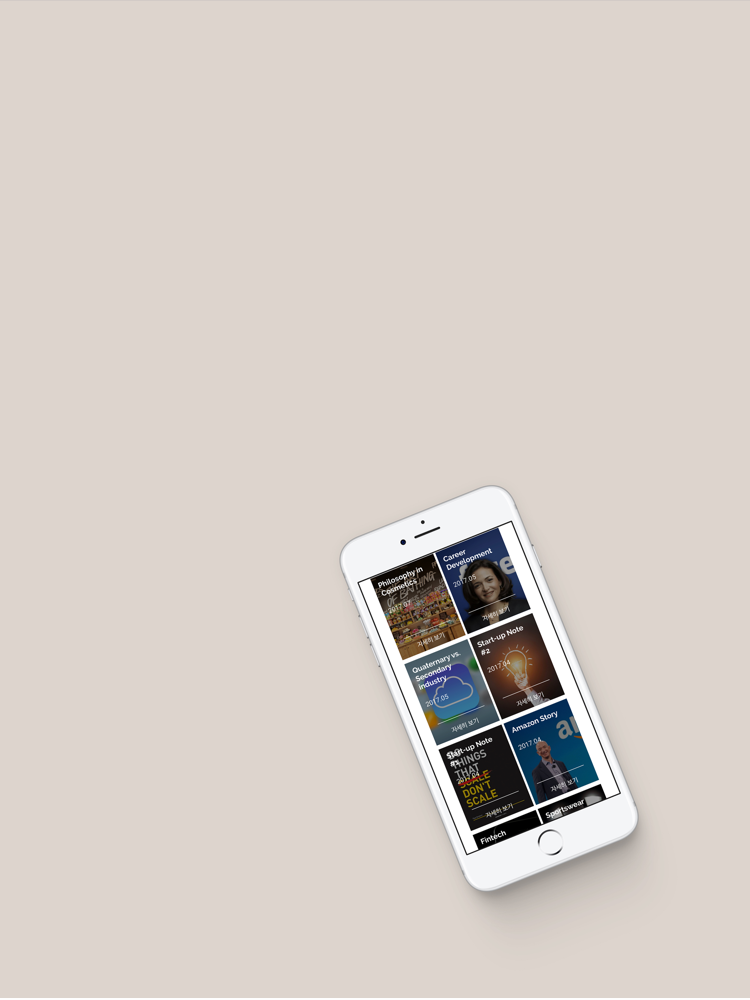 Philosophy in
Cosmetics
2017.07
자세히 보기
Career
Development
2017.05
자세히 보기
Quaternary vs.
Secondary
Industry
2017.05
자세히 보기
Start-up Note
#2
2017.04
자세히 보기
Start-up Note
THINGS
THAT
SCALE
DON'T
SCALE
자세히 보기
Amazon Story
2017.04
자세히 보기
Fintech
Sportswear